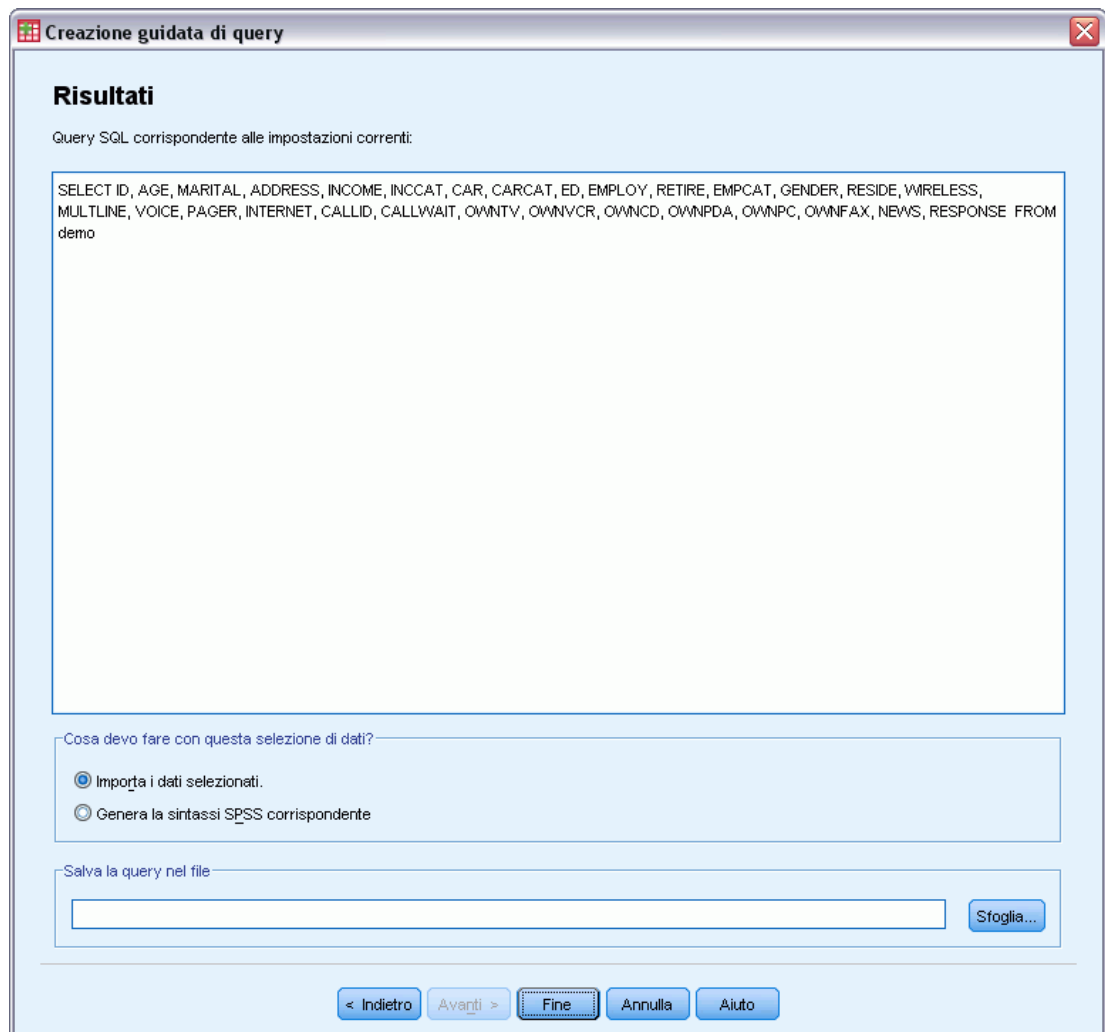 Creazione guidata di query
Risultati
Query SQL corrispondente alle impostazioni correnti:
SELECT ID, AGE, MARITAL, ADDRESS, INCOME, INCCAT, CAR, CARCAT, ED, EMPLOY, RETIRE, EMPCAT, GENDER, RESIDE, WIRELESS,
MULTLINE, VOICE, PAGER, INTERNET, CALLID, CALLWAIT, OWNTV, OWNVCR, OWNCD, OWNPDA, OWNPC, OWNFAX, NEWS, RESPONSE  FROM
demo
Cosa devo fare con questa selezione di dati?
Importa i dati selezionati.
Genera la sintassi SPSS corrispondente
Salva la query nel file
Sfoglia...
< Indietro
Avanti >
Fine
Annulla
Aiuto